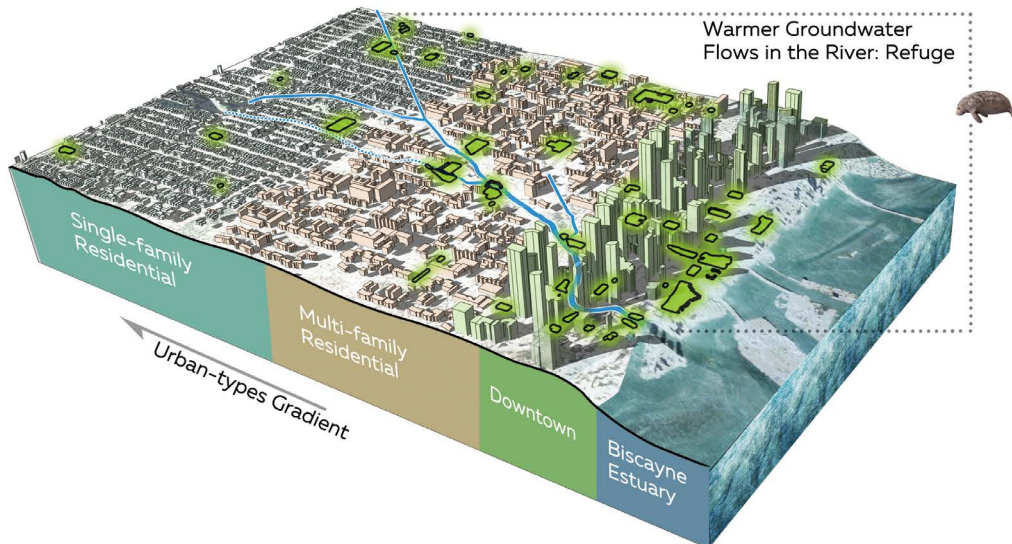 Warmer Groundwater
Flows in the River: Refuge
Single-family
Residential
Multi-family
Residential
Downtown
Biscayne
Estuary
Urban-types Gradient